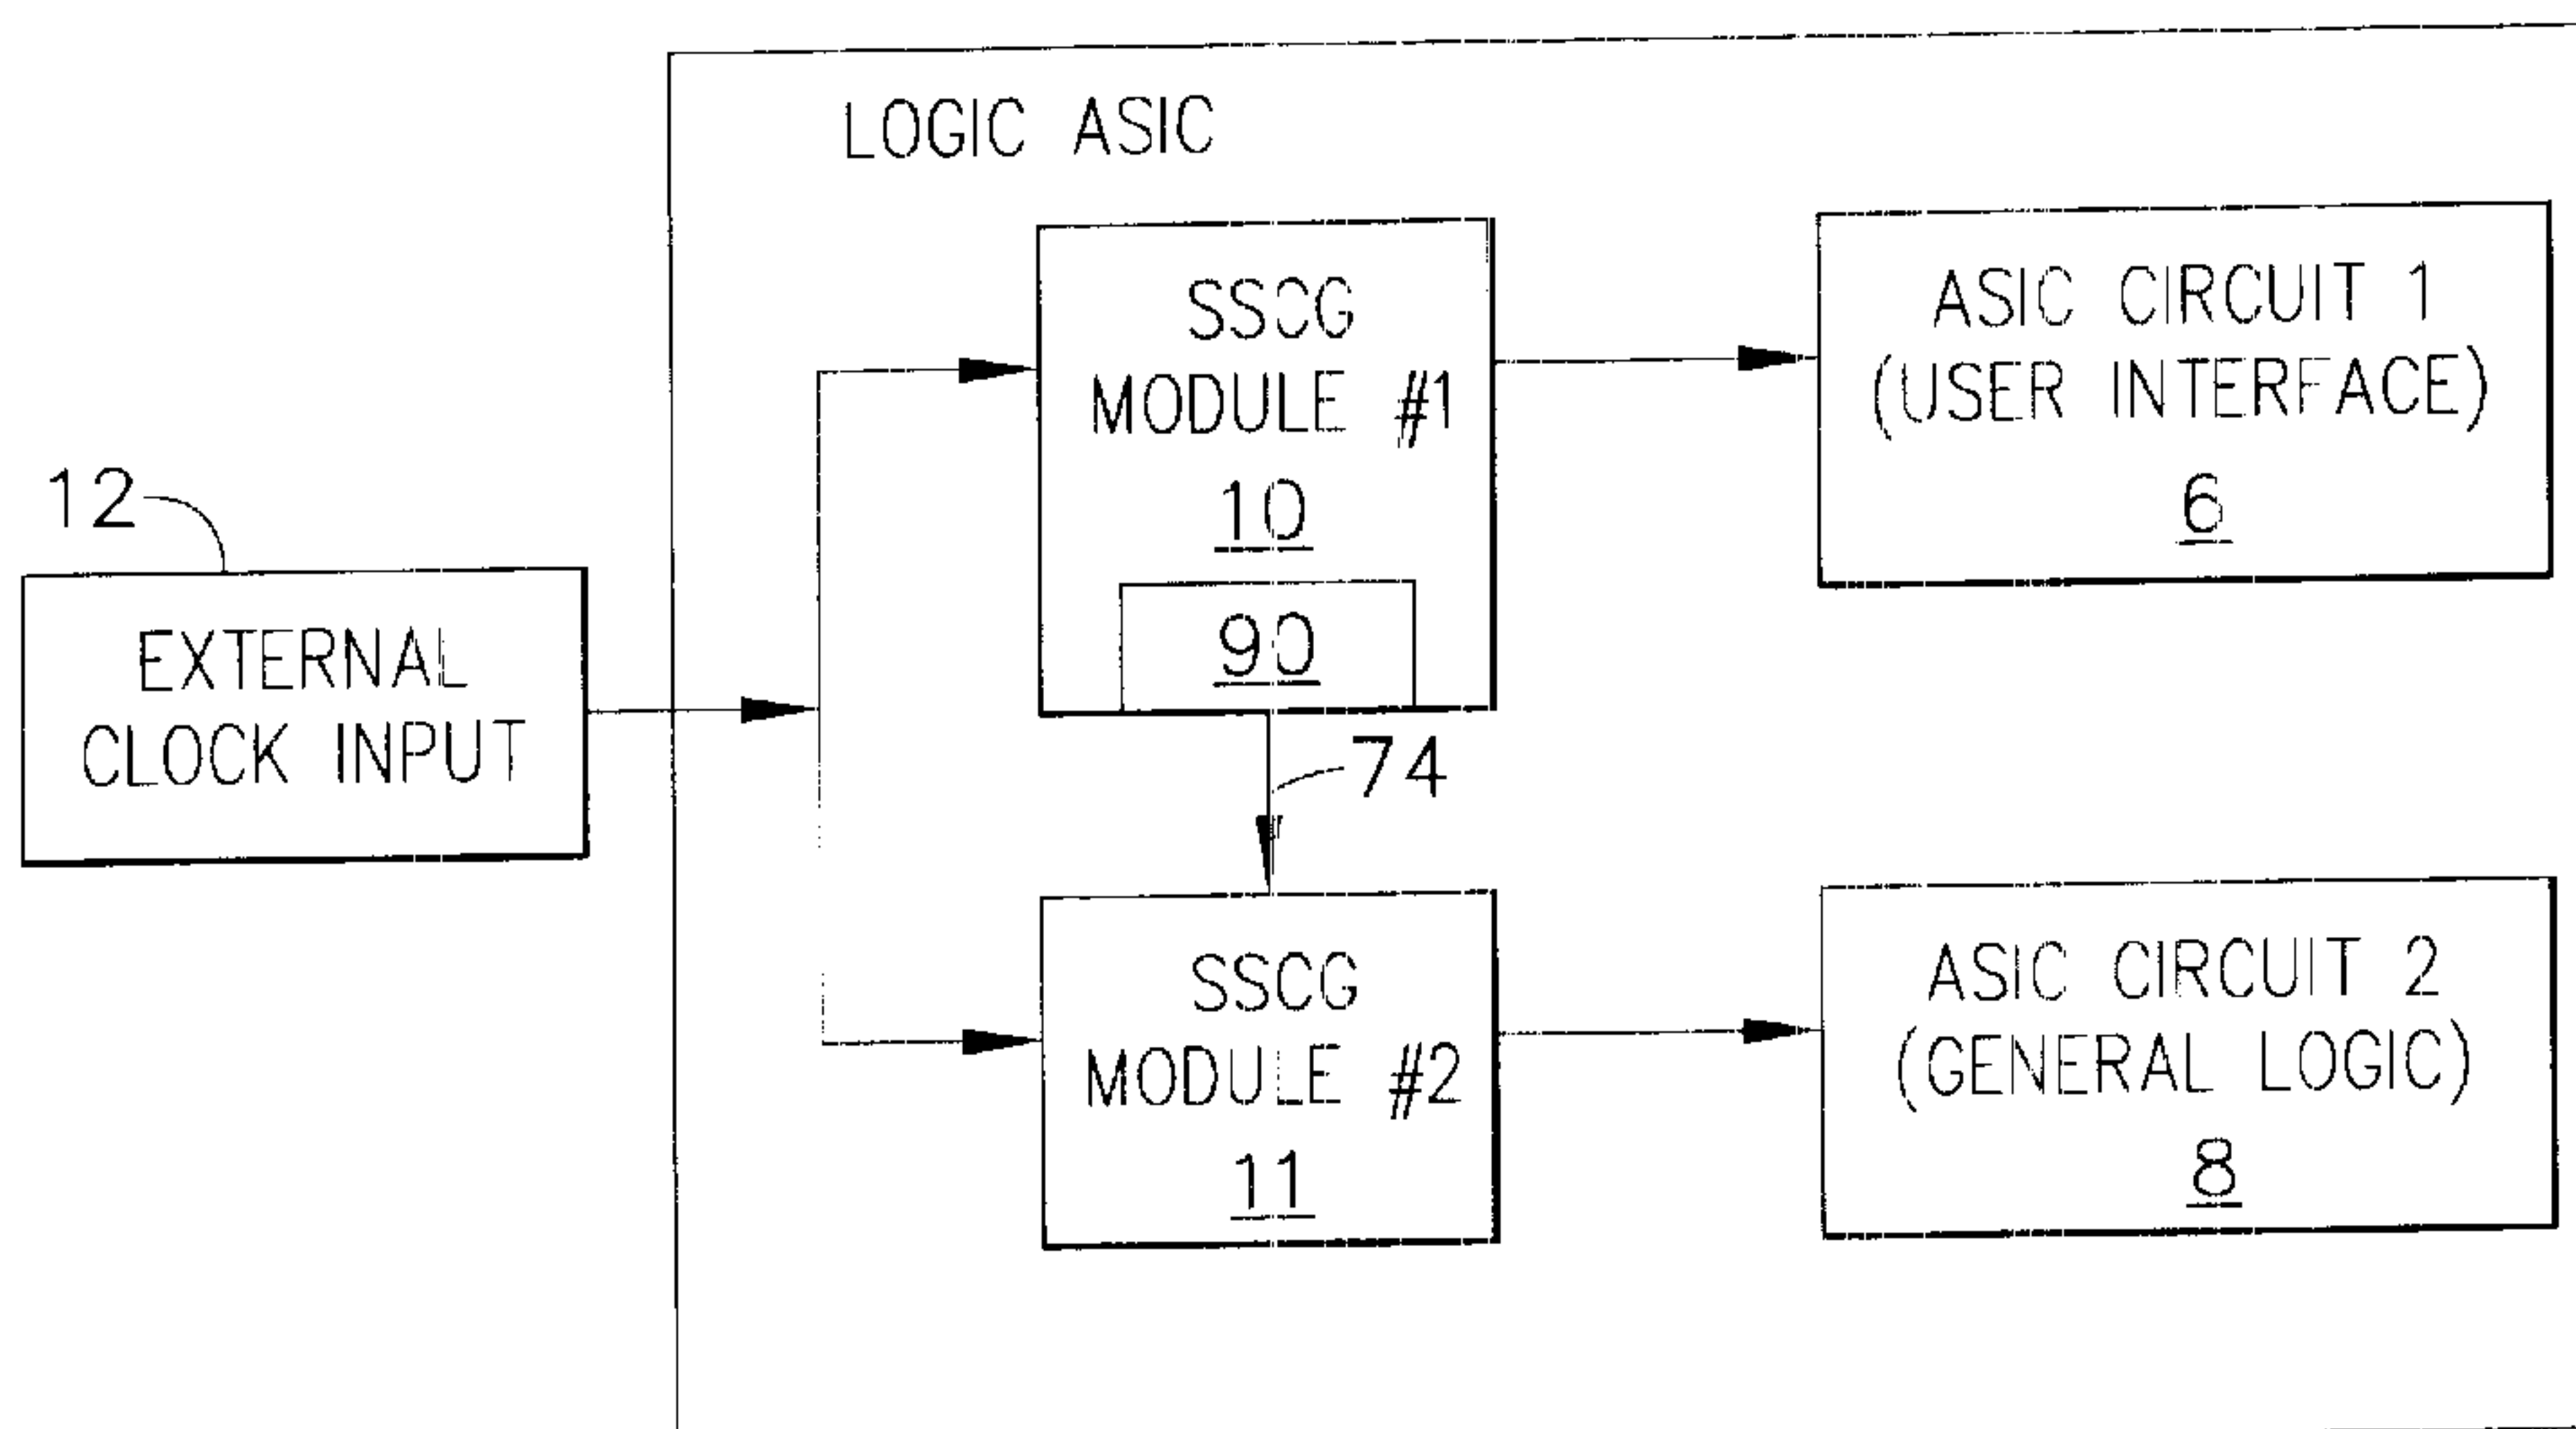 LOGIC ASIC
SSCG
MODULE #1
10
90
ASIC CIRCUIT 1
(USER INTERFACE)
6
12
EXTERNAL
CLOCK INPUT
74
SSCG
MODULE #2
11
ASIC CIRCUIT 2
(GENERAL LOGIC)
8